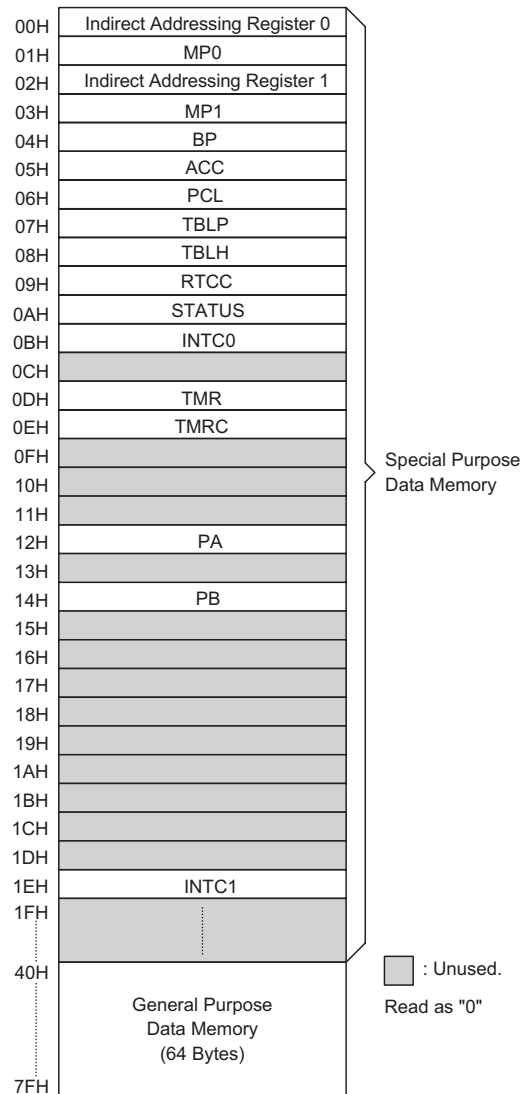 00H Indirect Addressing Register 0
01H MP0
02H Indirect Addressing Register 1
03H MP1
04H BP
05H ACC
06H PCL
07H TBLP
08H TBLH
09H RTCC
0AH STATUS
0BH INTC0
0CH
0DH TMR
0EH TMRC
0FH
10H
11H
12H PA
13H
14H PB
15H
16H
17H
18H
19H
1AH
1BH
1CH
1DH
1EH INTC1
1FH
40H
7FH
Special Purpose
Data Memory
General Purpose
Data Memory
(64 Bytes)
: Unused.
Read as "0"